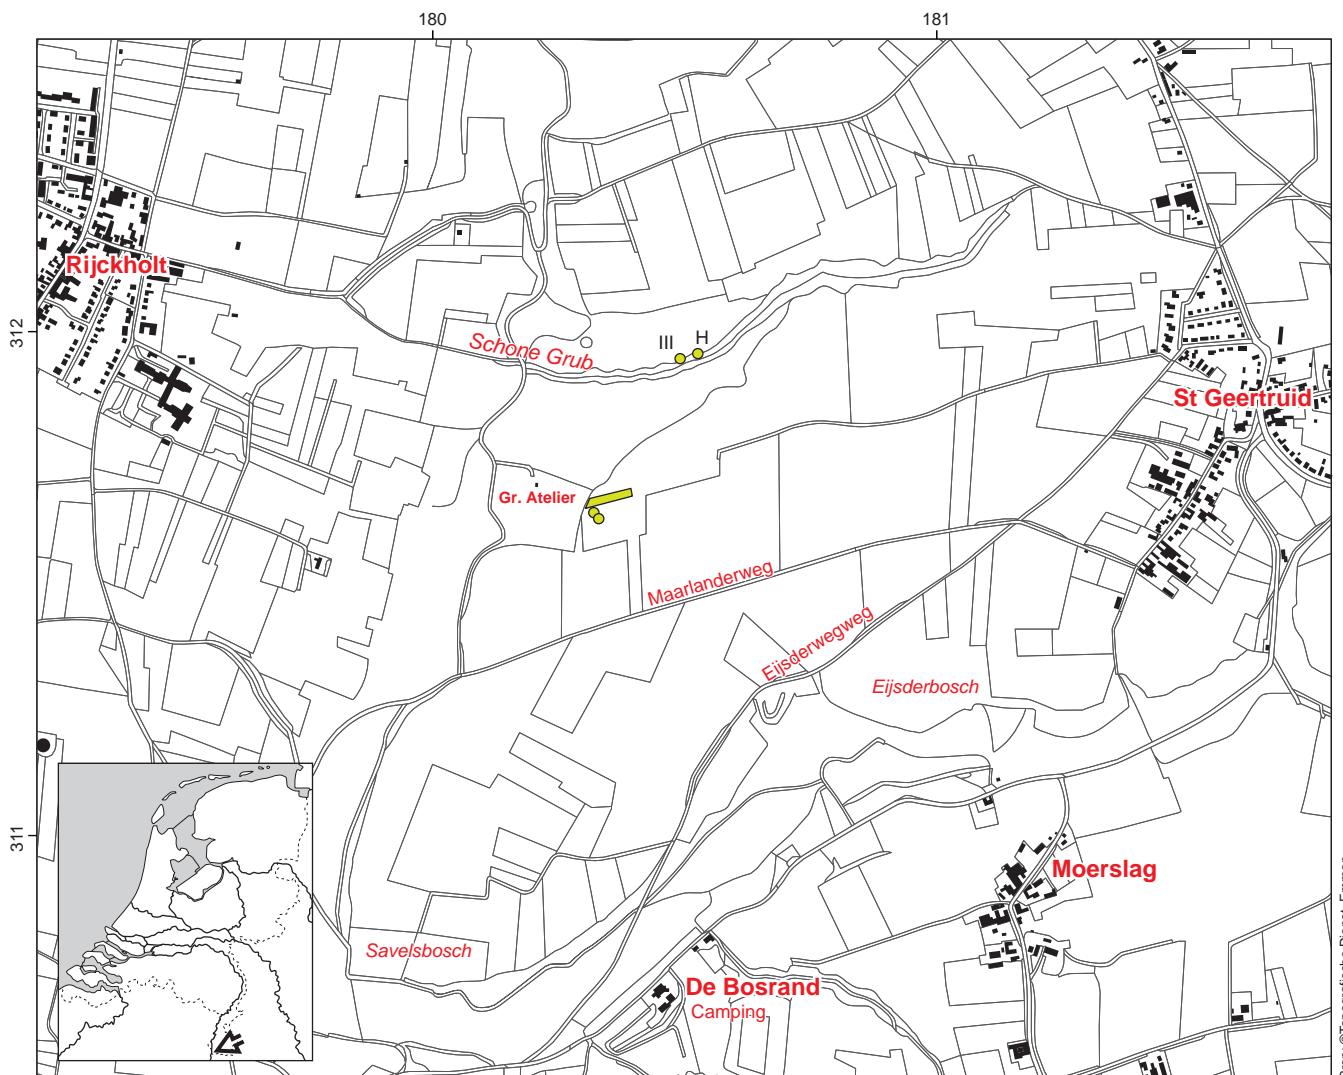 180
181
312
Rijckholt
Schone Grub
III
H
St Geertruid
Gr. Atelier
Maarlanderweg
Eijsderwegweg
Eijsderbosch
311
Moerslag
Savelsbosch
De Bosrand
Camping